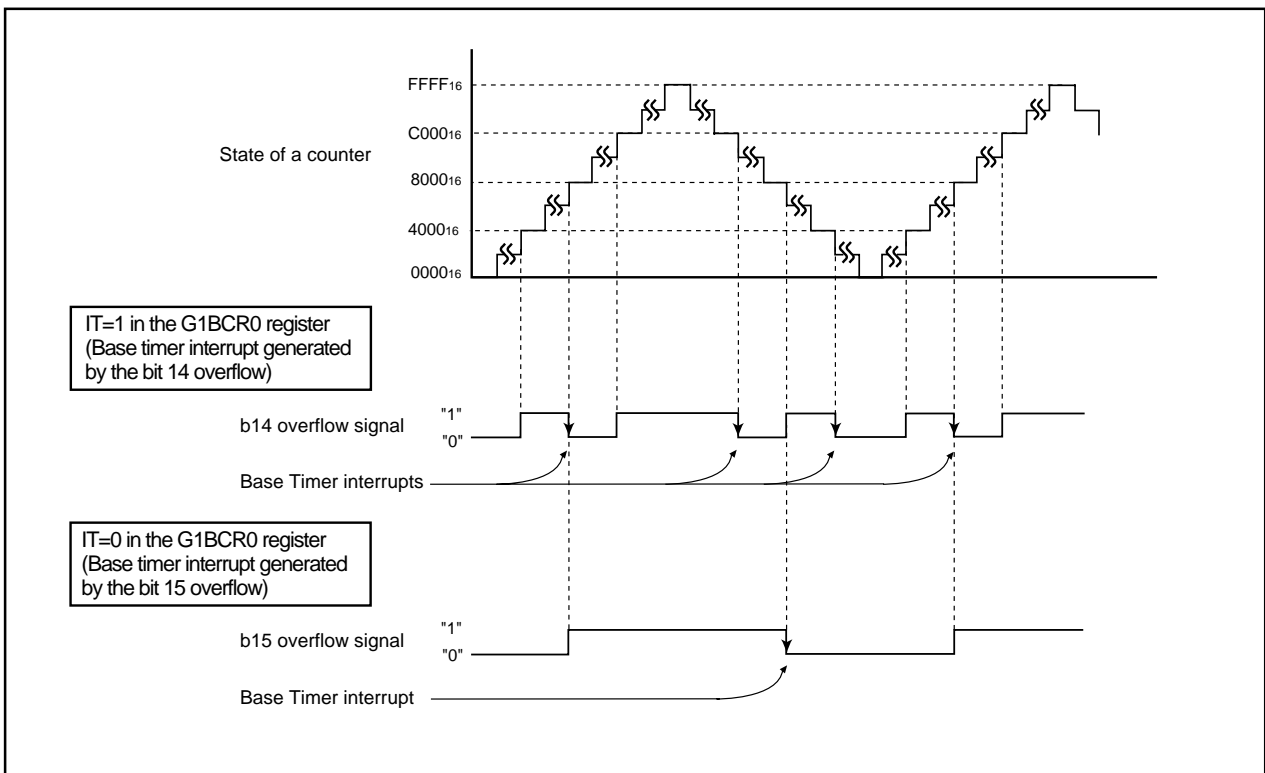 FFFF16
C00016
State of a counter
800016
400016
000016
IT=1 in the G1BCR0 register
(Base timer interrupt generated
by the bit 14 overflow)
"1"
b14 overflow signal
"0"
Base Timer interrupts
IT=0 in the G1BCR0 register
(Base timer interrupt generated
by the bit 15 overflow)
"1"
b15 overflow signal
"0"
Base Timer interrupt